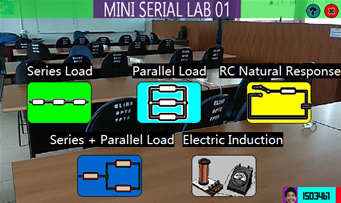 MINI SERIAL LAB 01
? X
Series Load
Parallel Load
RC Natural Response
Series + Parallel Load
Electric Induction
1503461